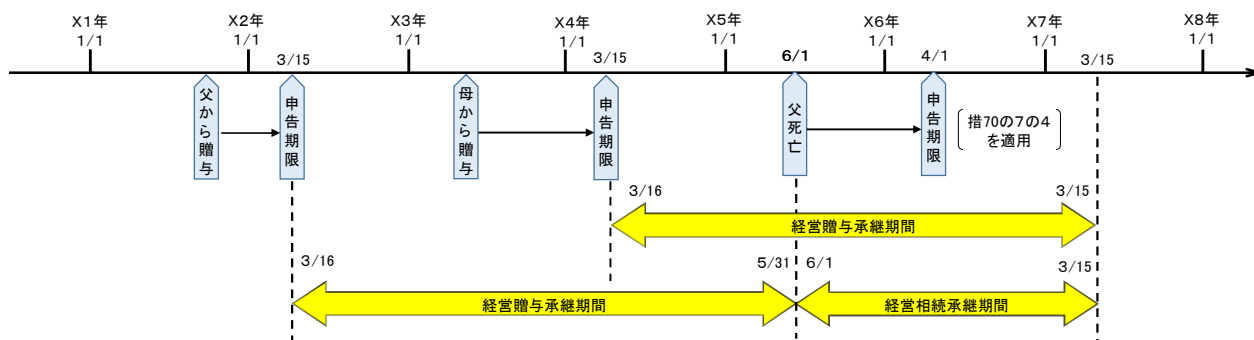 X1年
1/1
X2年
1/1
3/15
X3年
1/1
X4年
1/1
3/15
X5年
1/1
6/1
X6年
1/1
4/1
X7年
1/1
3/15
X8年
1/1
父から贈与
申告期限
母から贈与
申告期限
父死亡
申告期限
措70の7の4
を適用
3/16
3/15
経営贈与承継期間
3/16
5/31
6/1
3/15
経営贈与承継期間
経営相続承継期間